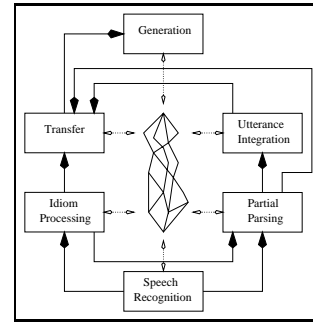 Generation
Transfer
Utterance
Integration
Idiom
Processing
Partial
Parsing
Speech
Recognition